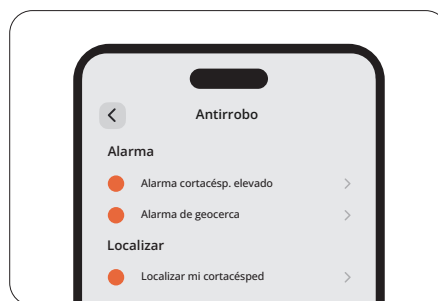 Antirrobo
Alarma
Alarma cortacésp. elevado
Alarma de geocerca
Localizar
Localizar mi cortacésped